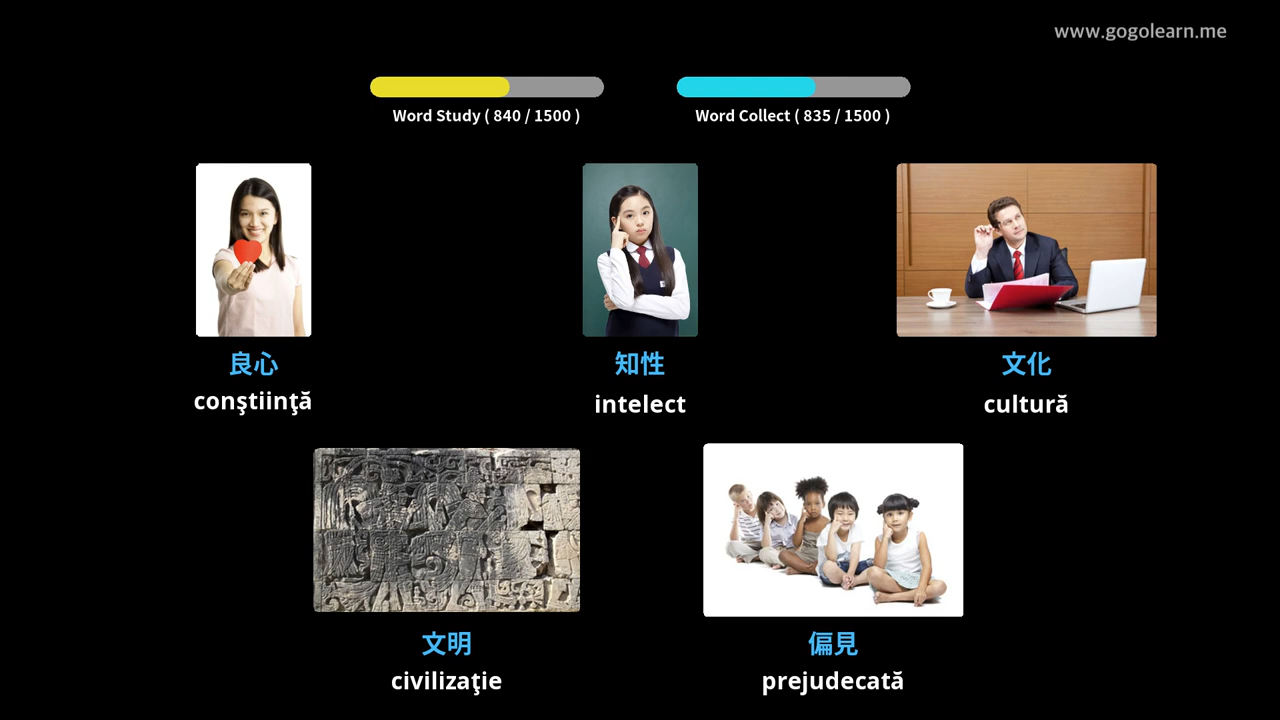 www.gogolearn.me
Word Study ( 840 / 1500 )
Word Collect ( 835 / 1500 )
良心
conştiinţă
知性
intelect
文化
cultură
文明
civilizaţie
偏見
prejudecată